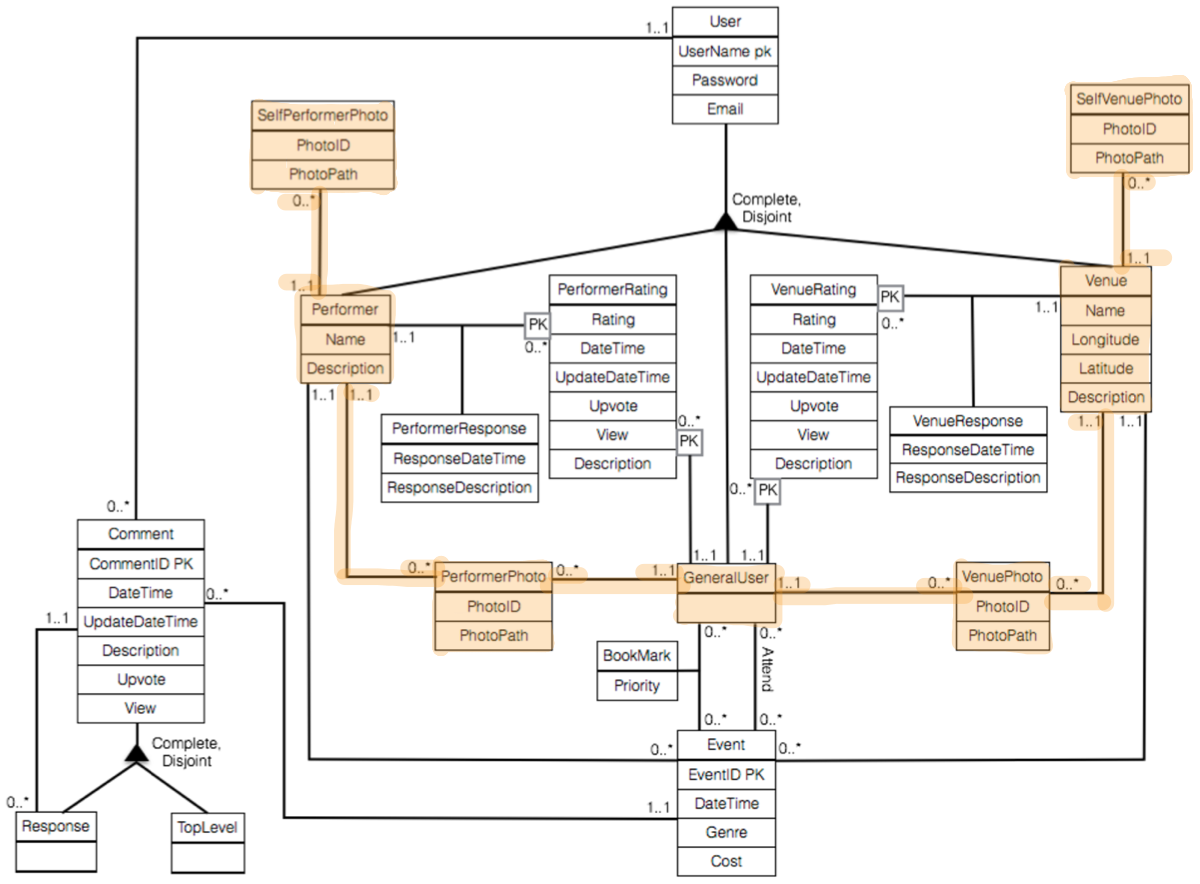 User
1..1
UserName pk
Password
Email
SelfPerformerPhoto
PhotoID
PhotoPath
0..*
SelfVenuePhoto
PhotoID
PhotoPath
0..*
Complete,
Disjoint
1..1
Performer
Name
Description
1..1
1..1
1..1
PerformerRating
Rating
DateTime
UpdateDateTime
Upvote
View
Description
PK
0..*
0..*
PK
VenueRating
Rating
DateTime
UpdateDateTime
Upvote
View
Description
PK
0..*
0..*
PK
1..1
Venue
Name
Longitude
Latitude
Description
1..1
1..1
1..1
PerformerResponse
ResponseDateTime
ResponseDescription
VenueResponse
ResponseDateTime
ResponseDescription
0..*
Comment
CommentID PK
DateTime
UpdateDateTime
Description
Upvote
View
0..*
1..1
0..*
PerformerPhoto
PhotoID
PhotoPath
0..*
1..1
1..1
1..1
GeneralUser
1..1
0..*
VenuePhoto
PhotoID
PhotoPath
0..*
0..*
0..*
Attend
BookMark
Priority
0..*
0..*
Complete,
Disjoint
0..*
Event
0..*
EventID PK
DateTime
Genre
Cost
1..1
0..*
Response
TopLevel